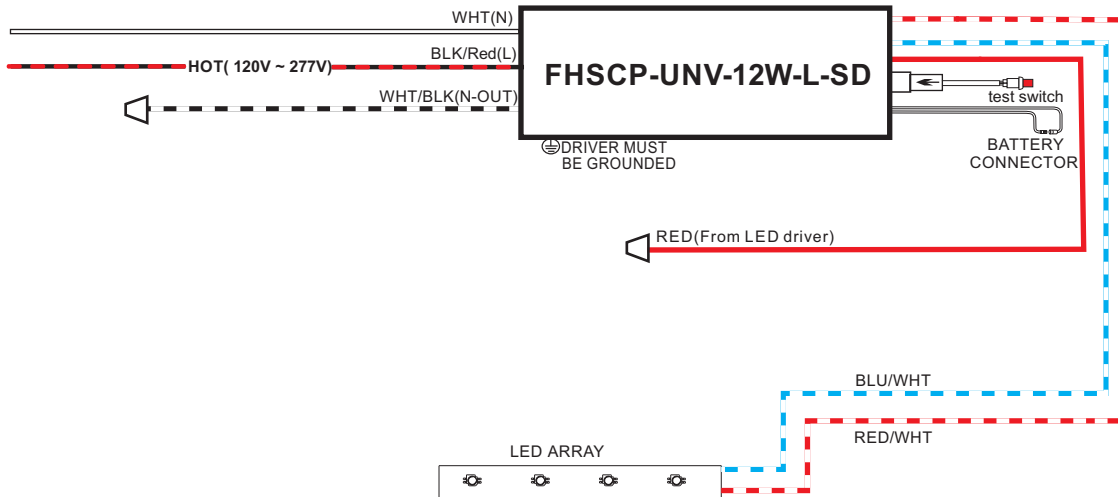 WHT(N)
BLK/Red(L)
HOT( 120V ~ 277V)
WHT/BLK(N-OUT)
FHSCP-UNV-12W-L-SD
test switch
BATTERY
CONNECTOR
DRIVER MUST
BE GROUNDED
RED(From LED driver)
BLU/WHT
RED/WHT
LED ARRAY